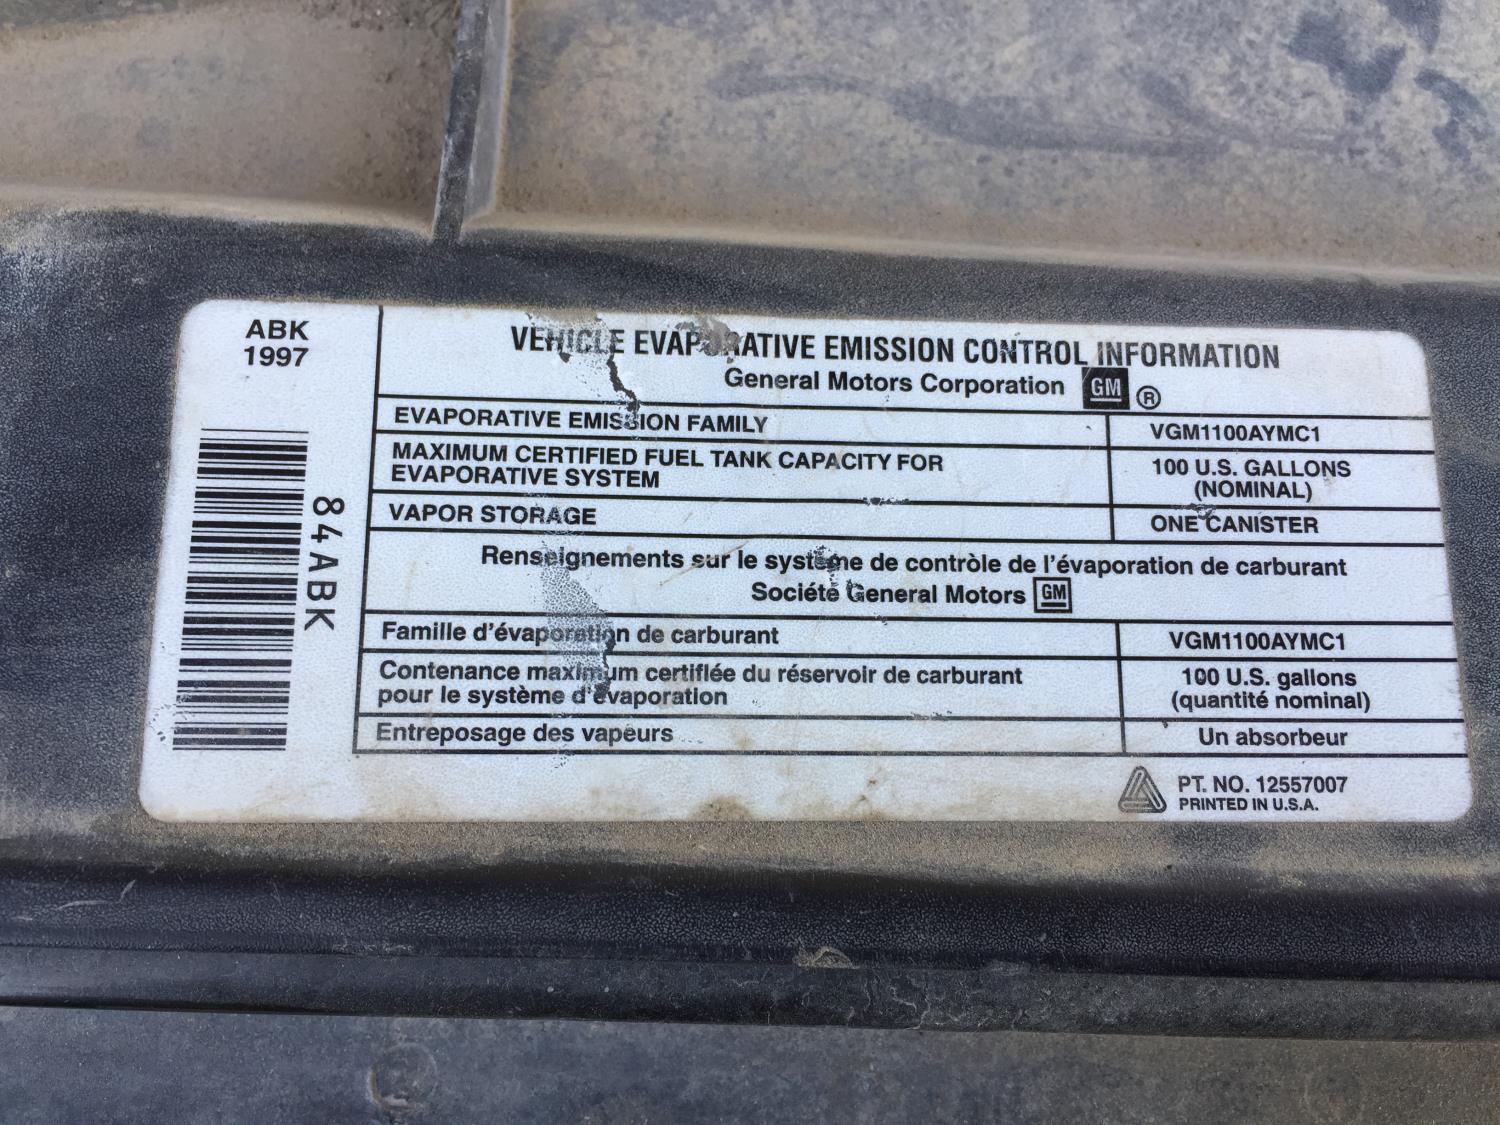 ABK
1997
84ABK
VEHICLE EVAPORATIVE EMISSION CONTROL INFORMATION
General Motors Corporation GM ®
EVAPORATIVE EMISSION FAMILY VGM1100AYMC1
MAXIMUM CERTIFIED FUEL TANK CAPACITY FOR
EVAPORATIVE SYSTEM
100 U.S. GALLONS
(NOMINAL)
VAPOR STORAGE ONE CANISTER
Renseignements sur le système de contrôle de l'évaporation de carburant
Société General Motors GM
Famille d'évaporation de carburant VGM1100AYMC1
Contenance maximum certifiée du réservoir de carburant
pour le système d'évaporation
100 U.S. gallons
(quantité nominal)
Entreposage des vapeurs Un absorbeur
PT. NO. 12557007
PRINTED IN U.S.A.